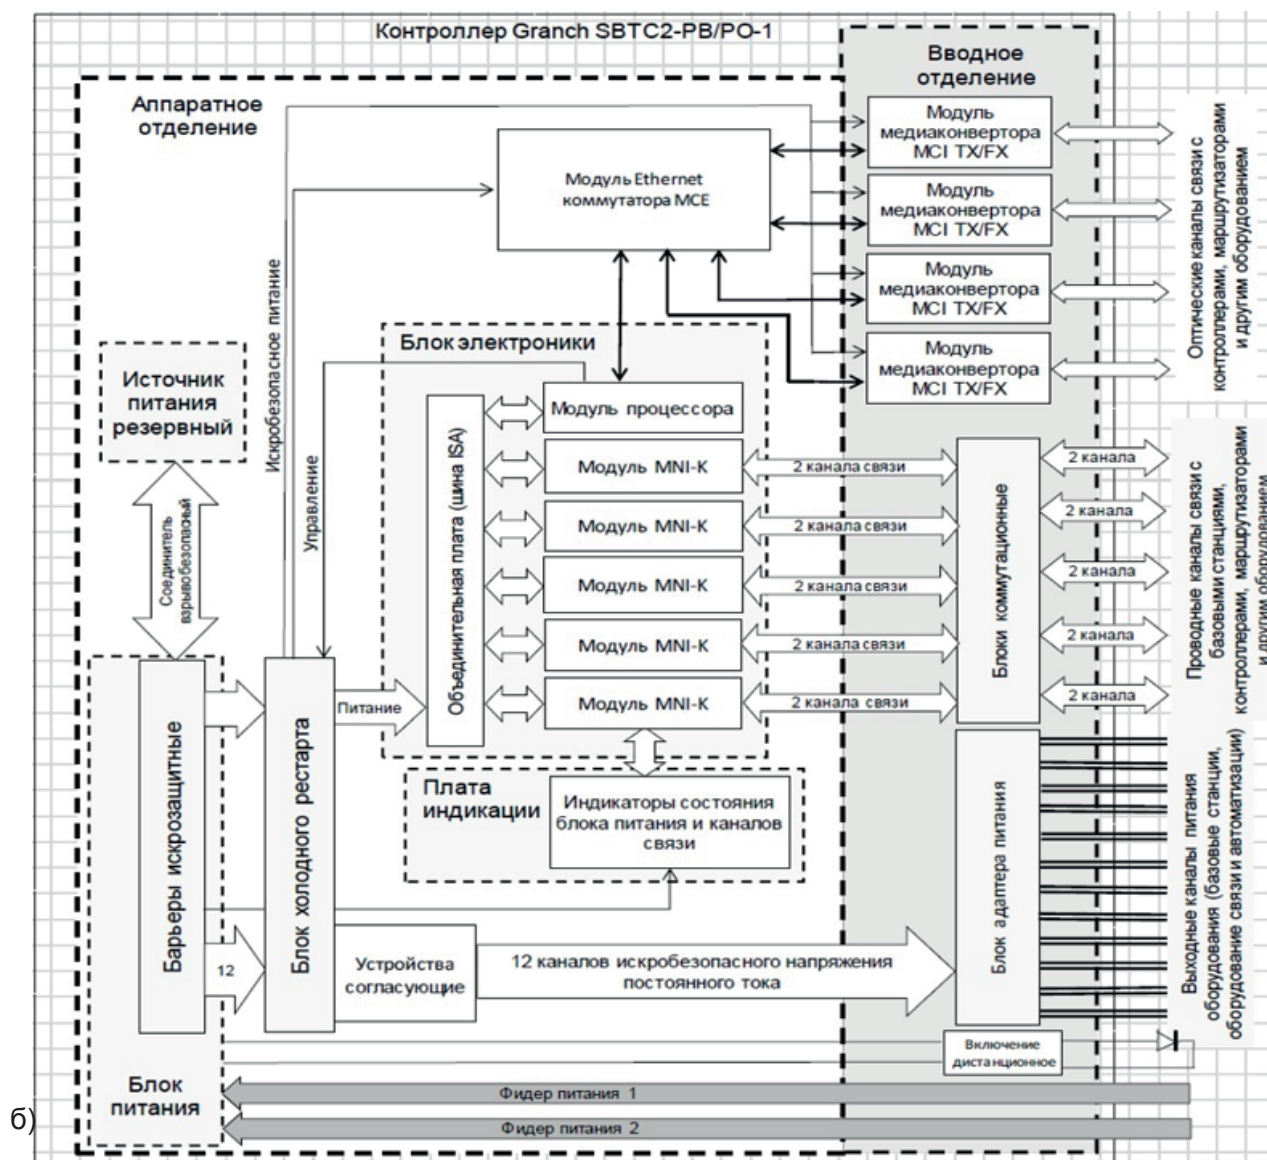 Контроллер Granch SBTC2-PB/PO-1
Вводное
отделение
Аппаратное
отделение
Модуль
медиаконвертора
MCI TX/FX
Модуль
медиаконвертора
MCI TX/FX
Модуль
медиаконвертора
MCI TX/FX
Модуль
медиаконвертора
MCI TX/FX
Оптические каналы связи с
контроллерами, маршрутизаторами
и другим оборудованием
Модуль Ethernet
коммутатора MCE
Искробезопасное питание
Управление
Блок электроники
Источник
питания
резервный
Соединитель
взрывобезопасный
Объединительная плата (шина ISA)
Модуль процессора
Модуль MNI-K
Модуль MNI-K
Модуль MNI-K
Модуль MNI-K
Модуль MNI-K
2 канала связи
2 канала связи
2 канала связи
2 канала связи
2 канала связи
Блоки коммутационные
2 канала
2 канала
2 канала
2 канала
2 канала
Проводные каналы связи с
базовыми станциями,
контроллерами, маршрутизаторами
и другим оборудованием
Питание
Плата
индикации
Индикаторы состояния
блока питания и каналов
связи
Барьеры искрозащитные
Блок холодного рестарта
12
Устройства
согласующие
12 каналов искробезопасного напряжения
постоянного тока
Блок адаптера питания
Выходные каналы питания
оборудования (базовые станции,
оборудование связи и автоматизации)
Включение
дистанционное
Блок
питания
Фидер питания 1
Фидер питания 2
б)